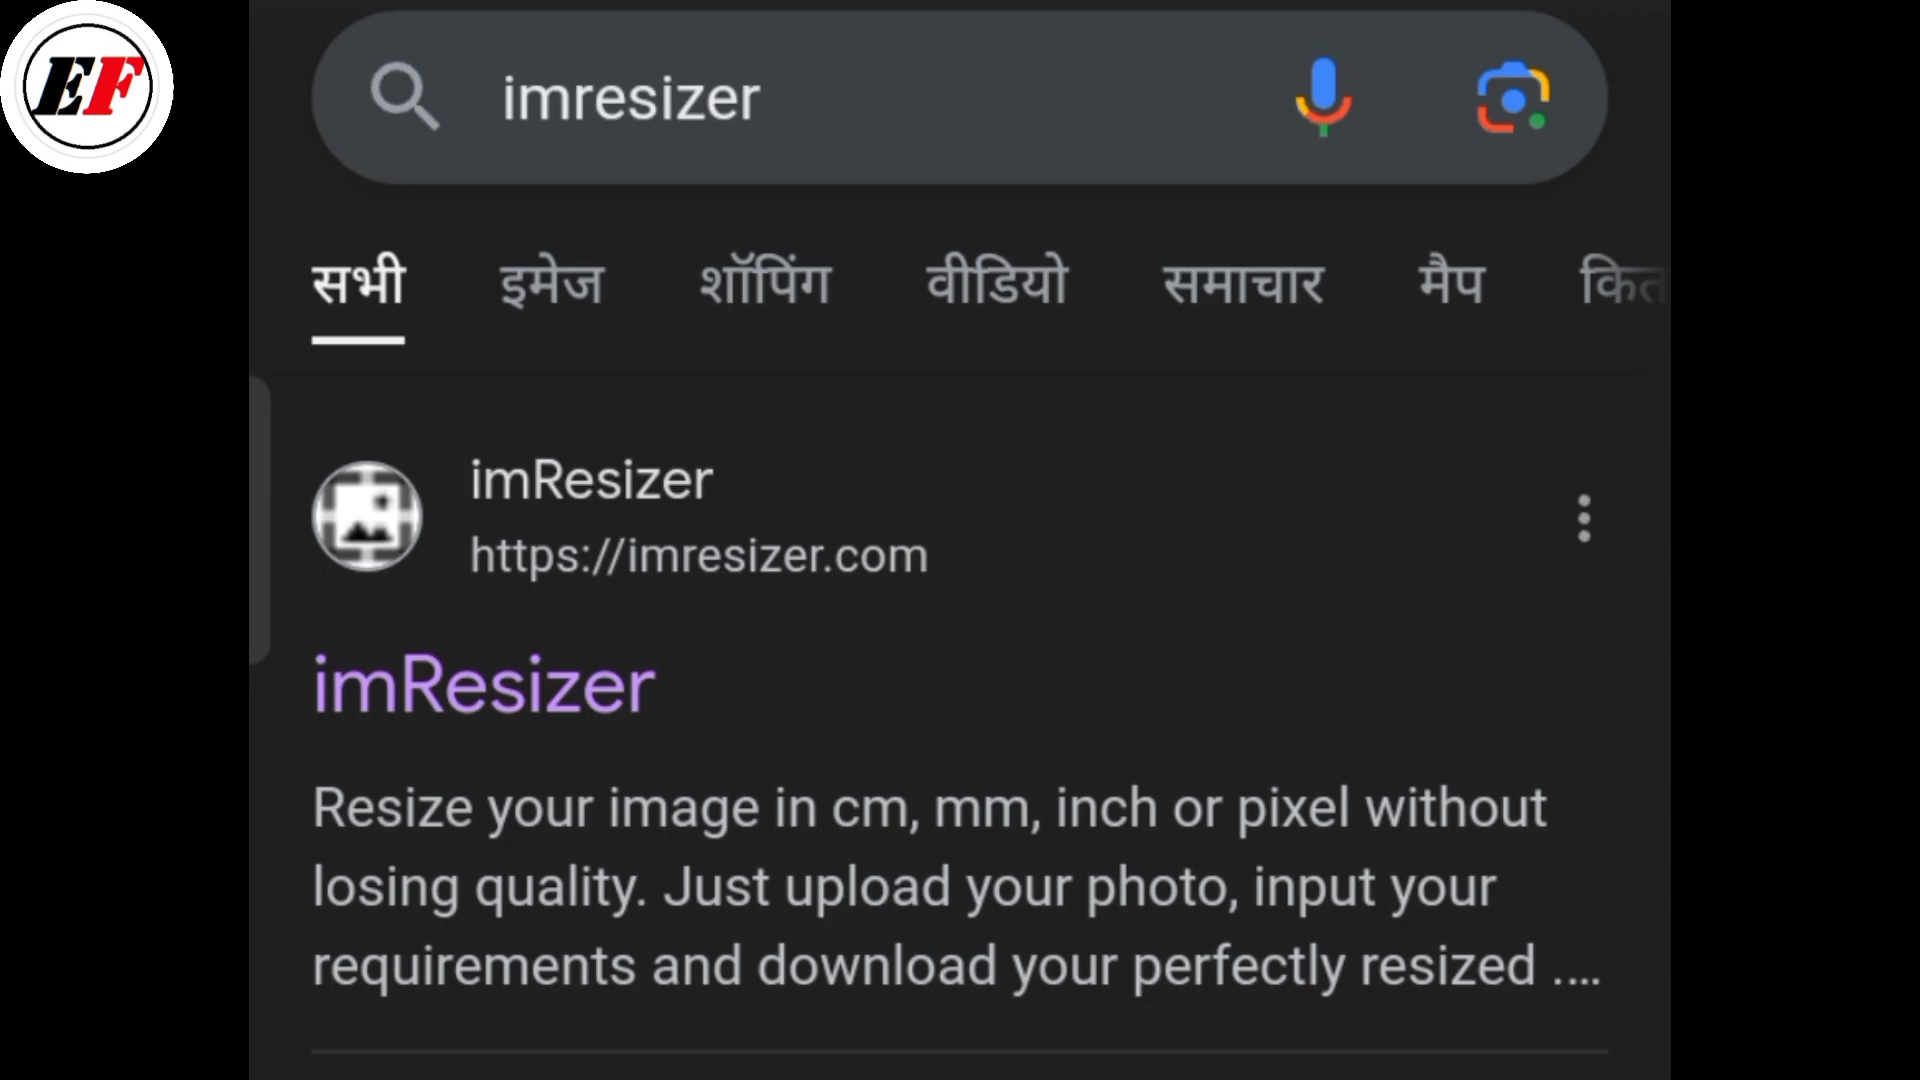 EF
imresizer
सभी इमेज शॉपिंग वीडियो समाचार मैप
imResizer
https://imresizer.com
imResizer
Resize your image in cm, mm, inch or pixel without
losing quality. Just upload your photo, input your
requirements and download your perfectly resized ....